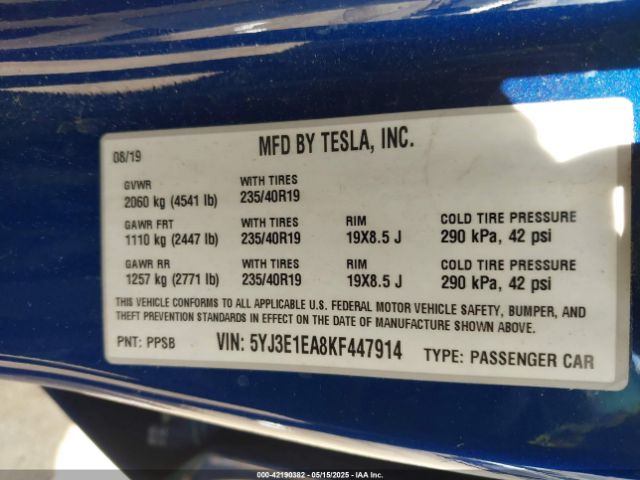 MFD BY TESLA, INC.
08/19
GVWR WITH TIRES
2060 kg (4541 lb) 235/40R19
GAWR FRT WITH TIRES RIM COLD TIRE PRESSURE
1110 kg (2447 lb) 235/40R19 19X8.5 J 290 kPa, 42 psi
GAWR RR WITH TIRES RIM COLD TIRE PRESSURE
1257 kg (2771 lb) 235/40R19 19X8.5 J 290 kPa, 42 psi
THIS VEHICLE CONFORMS TO ALL APPLICABLE U.S. FEDERAL MOTOR VEHICLE SAFETY, BUMPER, AND
THEFT PREVENTION STANDARDS IN EFFECT ON THE DATE OF MANUFACTURE SHOWN ABOVE.
PNT: PPSB VIN: 5YJ3E1EA8KF447914 TYPE: PASSENGER CAR
000-42190382 - 05/15/2025 - IAA Inc.